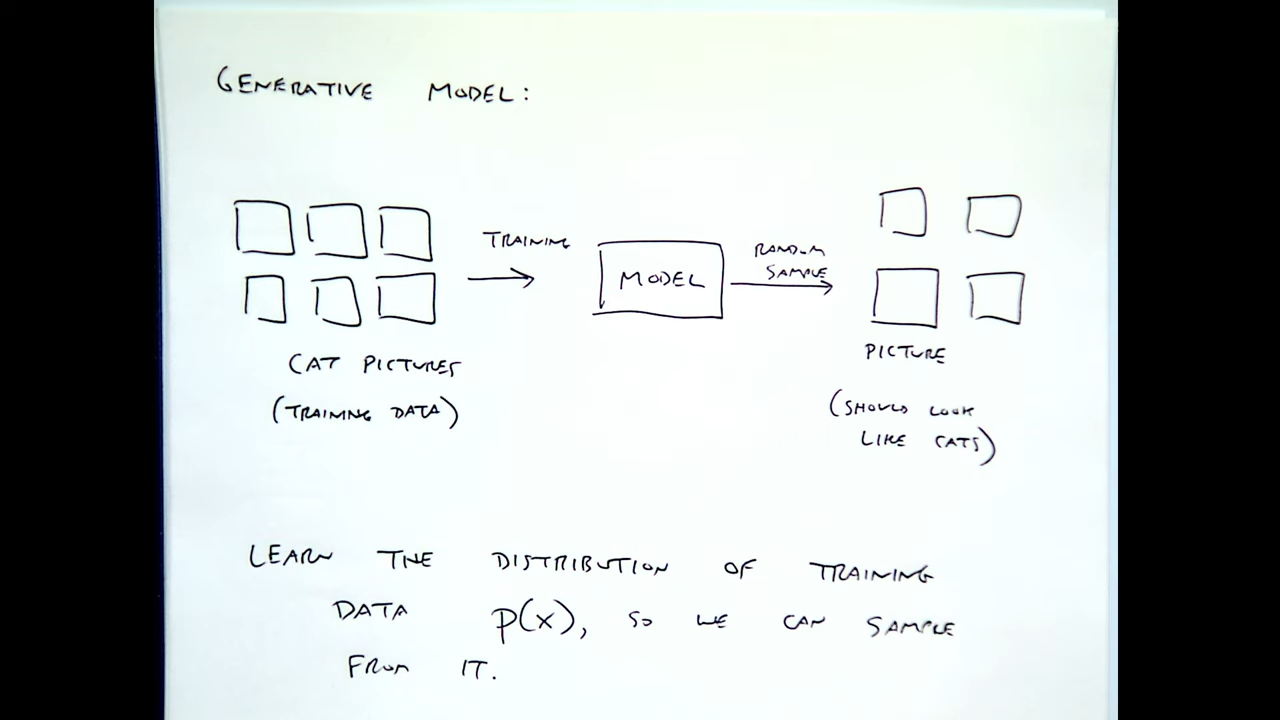 GENERATIVE MODEL:
TRAINING
MODEL
RANDOM
SAMPLE
CAT PICTURES
(TRAINING DATA)
PICTURE
(SHOULD LOOK
LIKE CATS)
LEARN THE DISTRIBUTION OF TRAINING
DATA p(x), SO WE CAN SAMPLE
FROM IT.